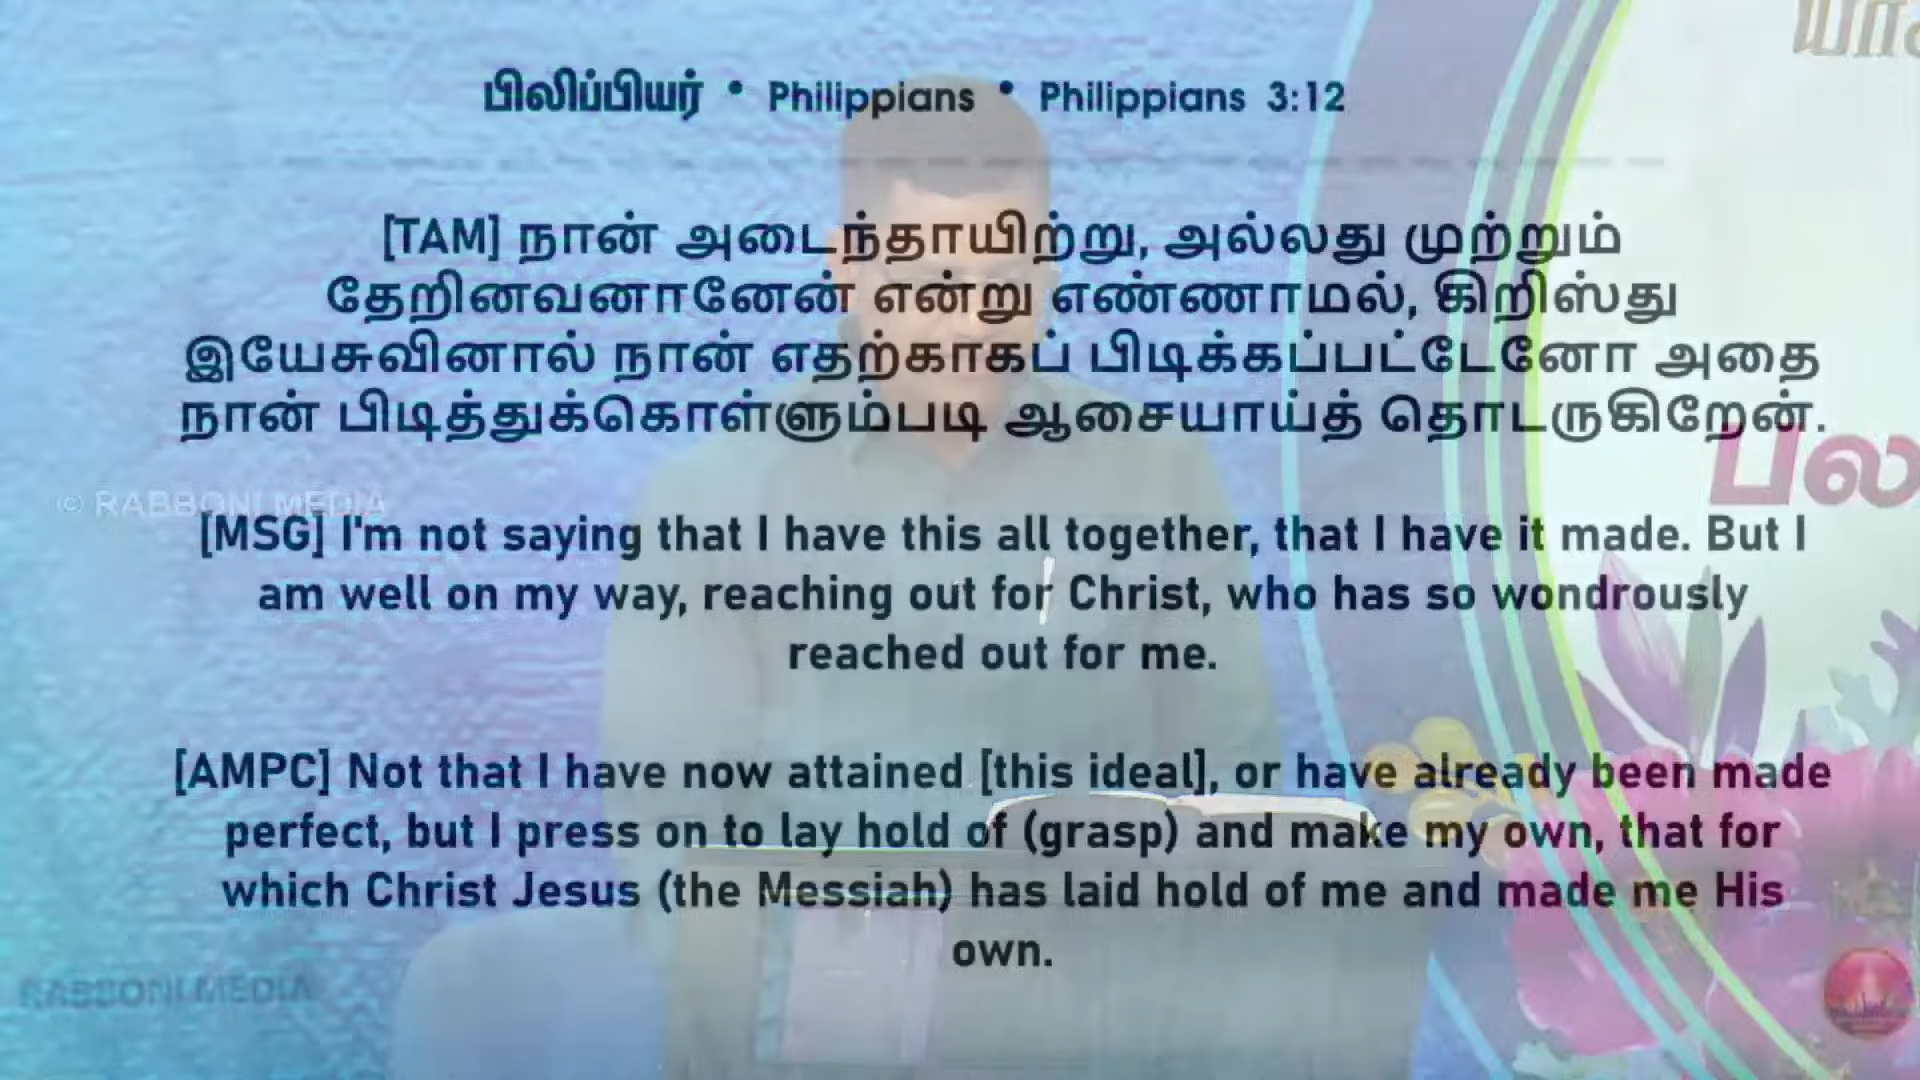 யா
பிலிப்பியர் • Philippians • Philippians 3:12
[TAM] நான் அடைந்தாயிற்று, அல்லது முற்றும்
தேறினவனானேன் என்று எண்ணாமல், கிறிஸ்து
இயேசுவினால் நான் எதற்காகப் பிடிக்கப்பட்டேனோ அதை
நான் பிடித்துக்கொள்ளும்படி ஆசையாய்த் தொடருகிறேன்.
பல
© RABBONI MEDIA
[MSG] I'm not saying that I have this all together, that I have it made. But I
am well on my way, reaching out for Christ, who has so wondrously
reached out for me.
[AMPC] Not that I have now attained [this ideal], or have already been made
perfect, but I press on to lay hold of (grasp) and make my own, that for
which Christ Jesus (the Messiah) has laid hold of me and made me His
own.
RABBONI MEDIA